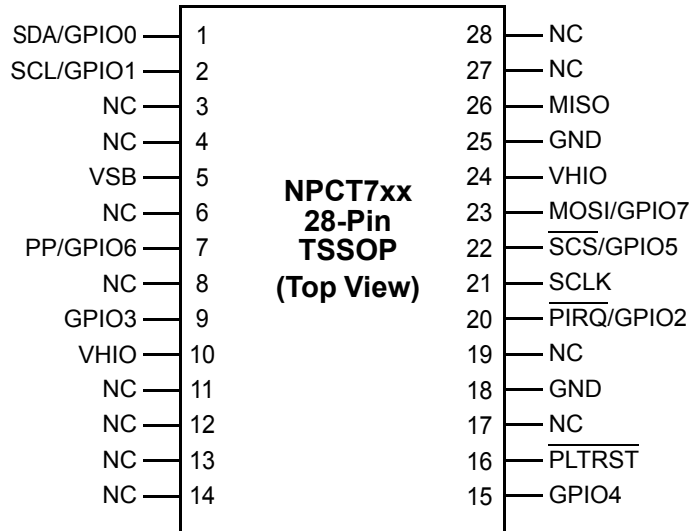 SDA/GPIO0 1 28 NC
SCL/GPIO1 2 27 NC
NC 3 26 MISO
NC 4 25 GND
VSB 5 24 VHIO
NC 6 23 MOSI/GPIO7
PP/GPIO6 7 22 SCS/GPIO5
NC 8 21 SCLK
GPIO3 9 20 PIRQ/GPIO2
VHIO 10 19 NC
NC 11 18 GND
NC 12 17 NC
NC 13 16 PLTRST
NC 14 15 GPIO4
NPCT7xx
28-Pin
TSSOP
(Top View)